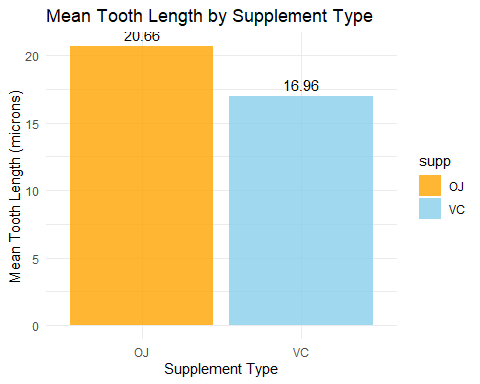 Mean Tooth Length by Supplement Type
20.66
16.96
20
15
10
5
0
Mean Tooth Length (microns)
OJ
VC
Supplement Type
supp
OJ
VC